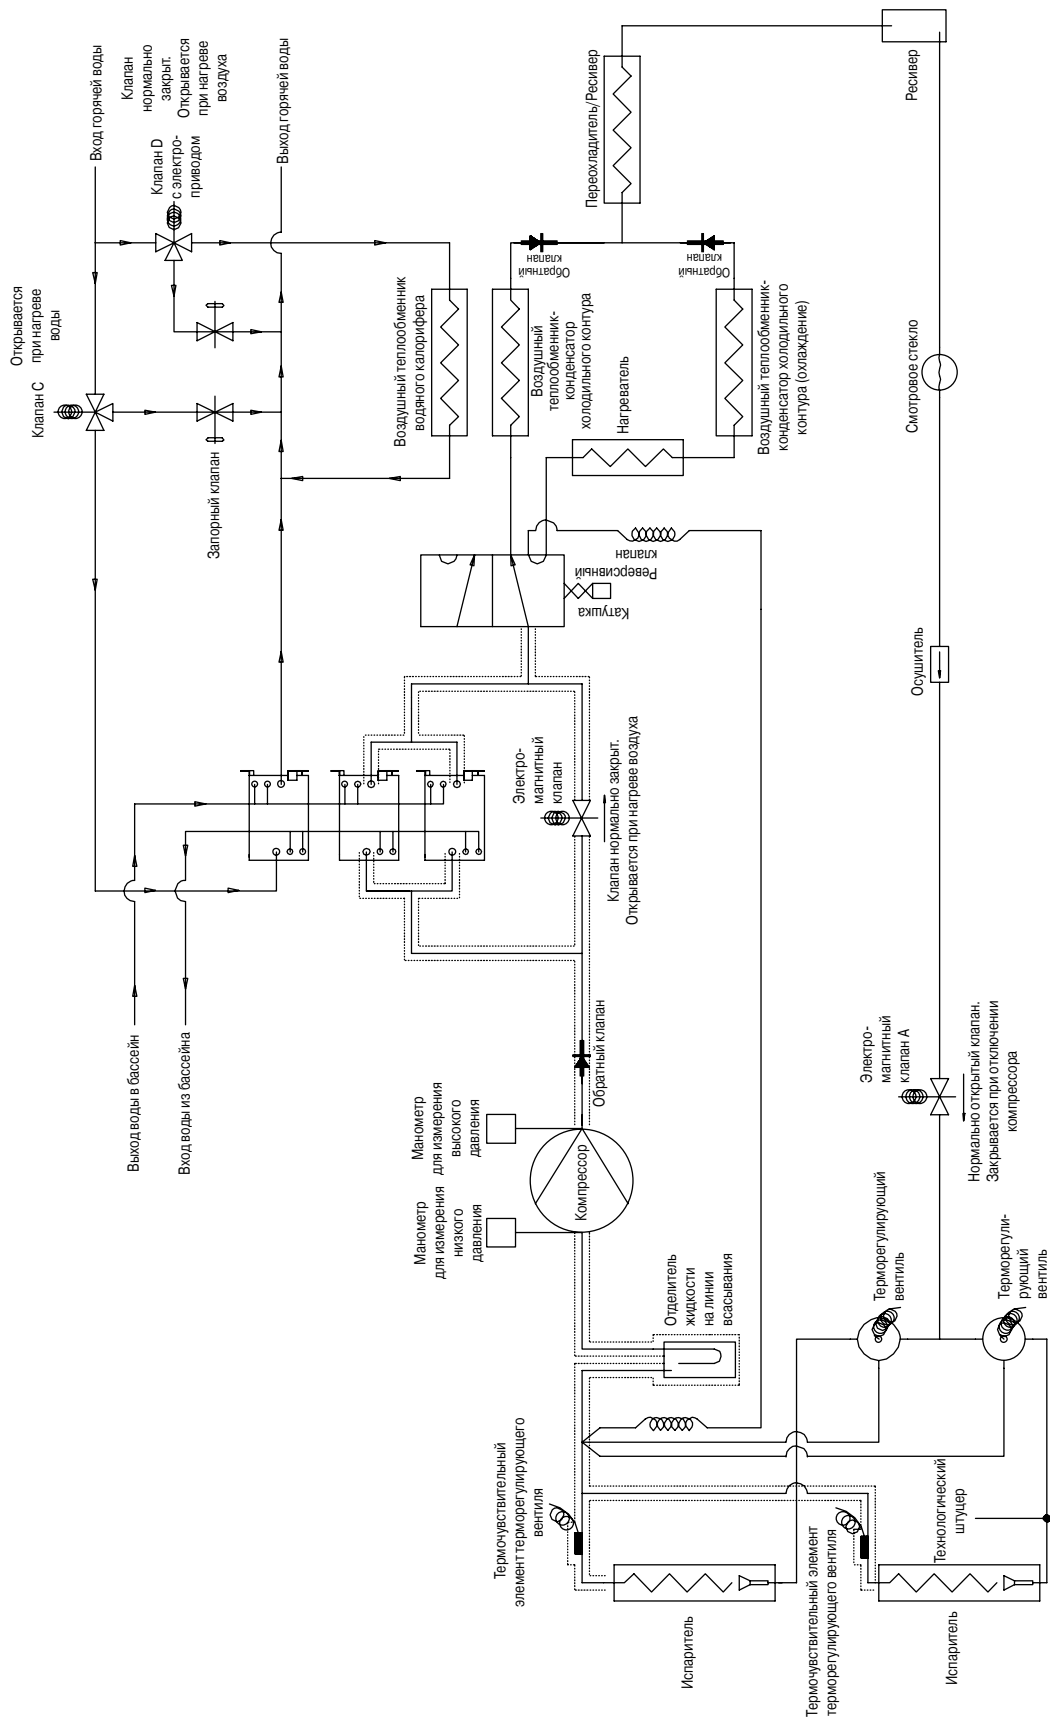 Вход горячей воды
Клапан
нормально
закрыт.
Открывается
при нагреве
воздуха
Клапан D
с электро-
приводом
Выход горячей воды
Открывается
при нагреве
воды
Клапан C
Запорный клапан
Воздушный теплообменник
водяного калорифера
Воздушный
теплообменник-
конденсатор
холодильного контура
Обратный
клапан
Обратный
клапан
Переохладитель/Ресивер
Ресивер
Нагреватель
Воздушный теплообменник-
конденсатор холодильного
контура (охлаждение)
Смотровое стекло
Реверсивный
клапан
Катушка
Осушитель
Электро-
магнитный
клапан
Клапан нормально закрыт.
Открывается при нагреве воздуха
Выход воды в бассейн
Вход воды из бассейна
Обратный клапан
Манометр
для измерения
высокого
давления
Манометр
для измерения
низкого
давления
Компрессор
Электро-
магнитный
клапан A
Нормально открытый клапан.
Закрывается при отключении
компрессора
Отделитель
жидкости
на линии
всасывания
Терморегулирующий
вентиль
Терморегули-
рующий
вентиль
Термочувствительный
элемент терморегулирующего
вентиля
Термочувствительный элемент
терморегулирующего вентиля
Технологический
штуцер
Испаритель
Испаритель